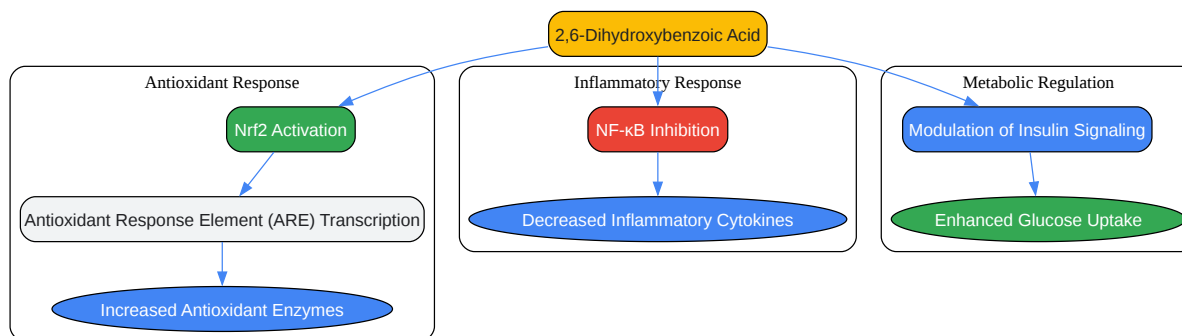 2,6-Dihydroxybenzoic Acid
Antioxidant Response
Inflammatory Response
Metabolic Regulation
Nrf2 Activation
NF-κB Inhibition
Modulation of Insulin Signaling
Antioxidant Response Element (ARE) Transcription
Decreased Inflammatory Cytokines
Enhanced Glucose Uptake
Increased Antioxidant Enzymes